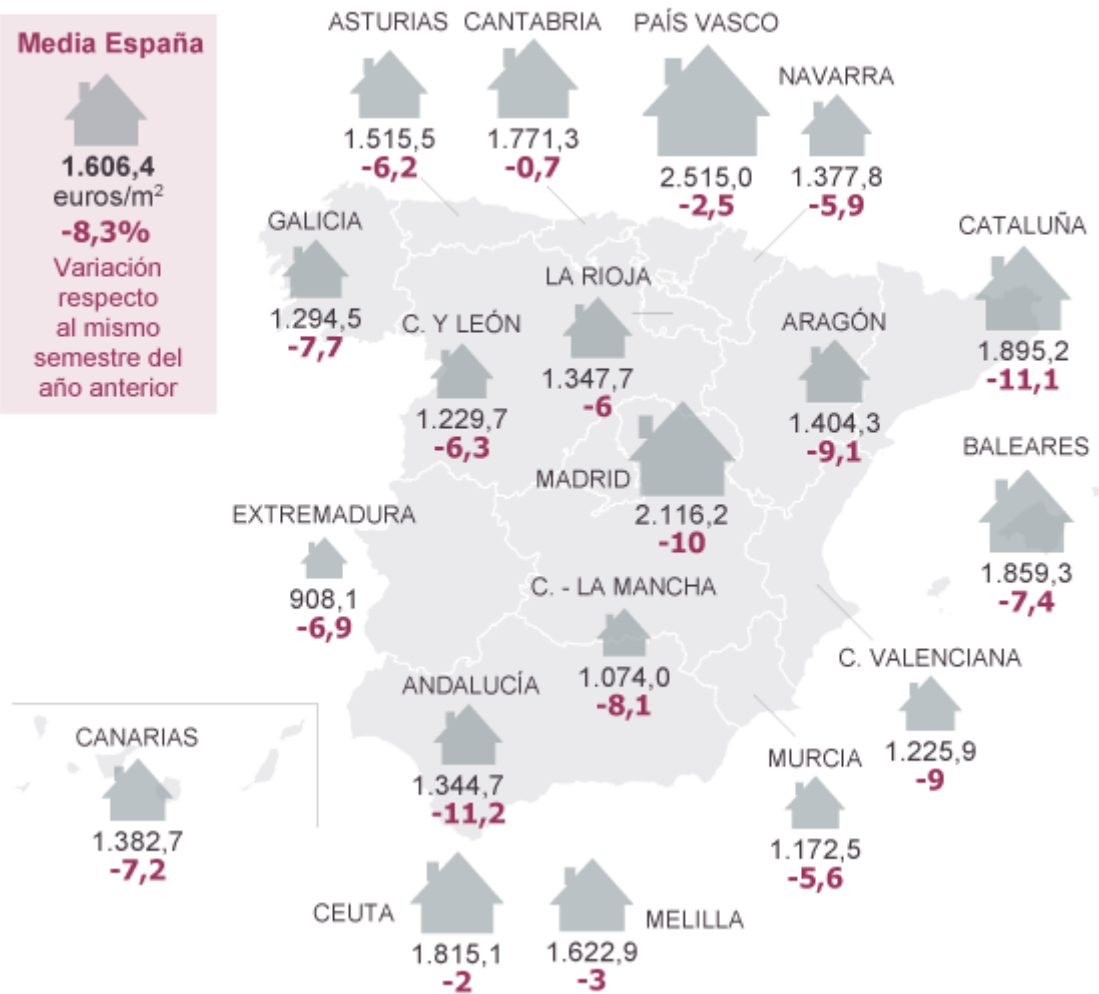 Media España
1.606,4
euros/m²
-8,3%
Variación
respecto
al mismo
semestre del
año anterior
ASTURIAS
1.515,5
-6,2
CANTABRIA
1.771,3
-0,7
PAÍS VASCO
2.515,0
-2,5
NAVARRA
1.377,8
-5,9
GALICIA
1.294,5
-7,7
C. Y LEÓN
1.229,7
-6,3
LA RIOJA
1.347,7
-6
ARAGÓN
1.404,3
-9,1
CATALUÑA
1.895,2
-11,1
MADRID
2.116,2
-10
BALEARES
1.859,3
-7,4
EXTREMADURA
908,1
-6,9
C. - LA MANCHA
1.074,0
-8,1
C. VALENCIANA
1.225,9
-9
ANDALUCÍA
1.344,7
-11,2
MURCIA
1.172,5
-5,6
CANARIAS
1.382,7
-7,2
CEUTA
1.815,1
-2
MELILLA
1.622,9
-3